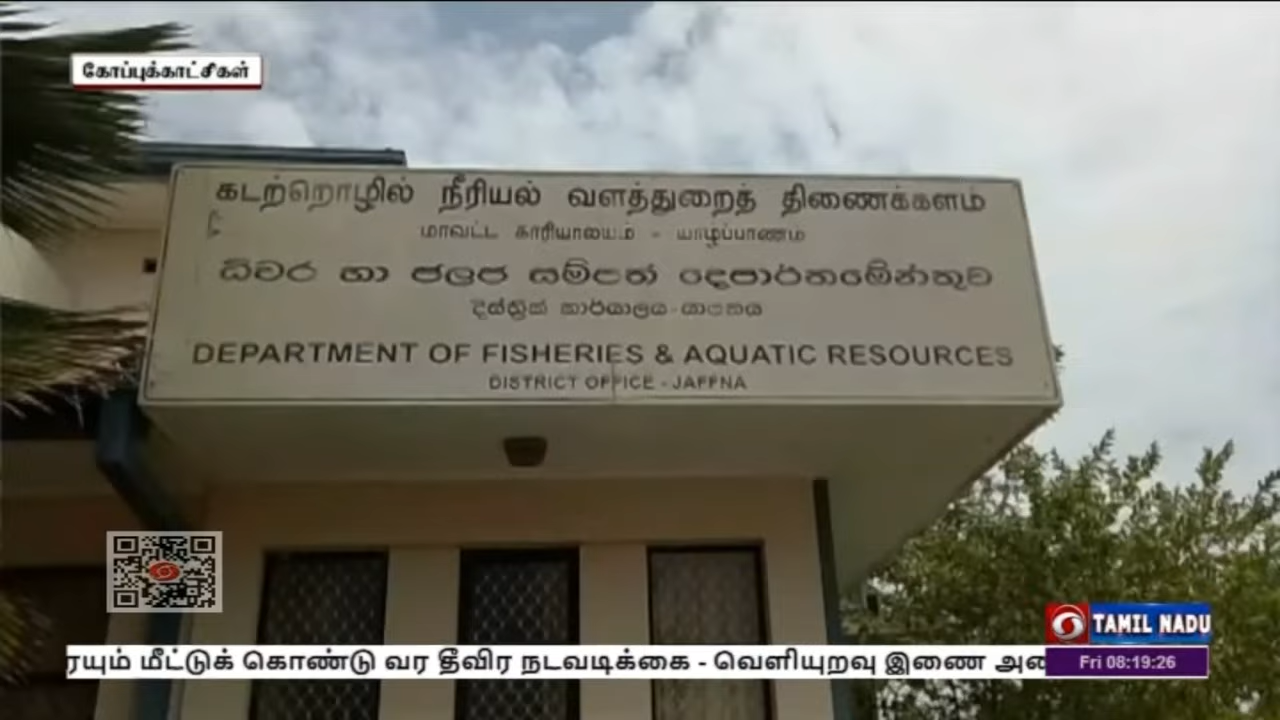 கோப்புக்காட்சிகள்
கடற்றொழில் நீரியல் வளத்துறைத் திணைக்களம்
மாவட்ட காரியாலயம் - யாழ்ப்பாணம்
ධීවර හා ජලජ සම්පත් දෙපාර්තමේන්තුව
දිස්ත්‍රික් කාර්යාලය-යාපනය
DEPARTMENT OF FISHERIES & AQUATIC RESOURCES
DISTRICT OFFICE - JAFFNA
TAMIL NADU
ரயும் மீட்டுக் கொண்டு வர தீவிர நடவடிக்கை - வெளியுறவு இணை
Fri 08:19:26